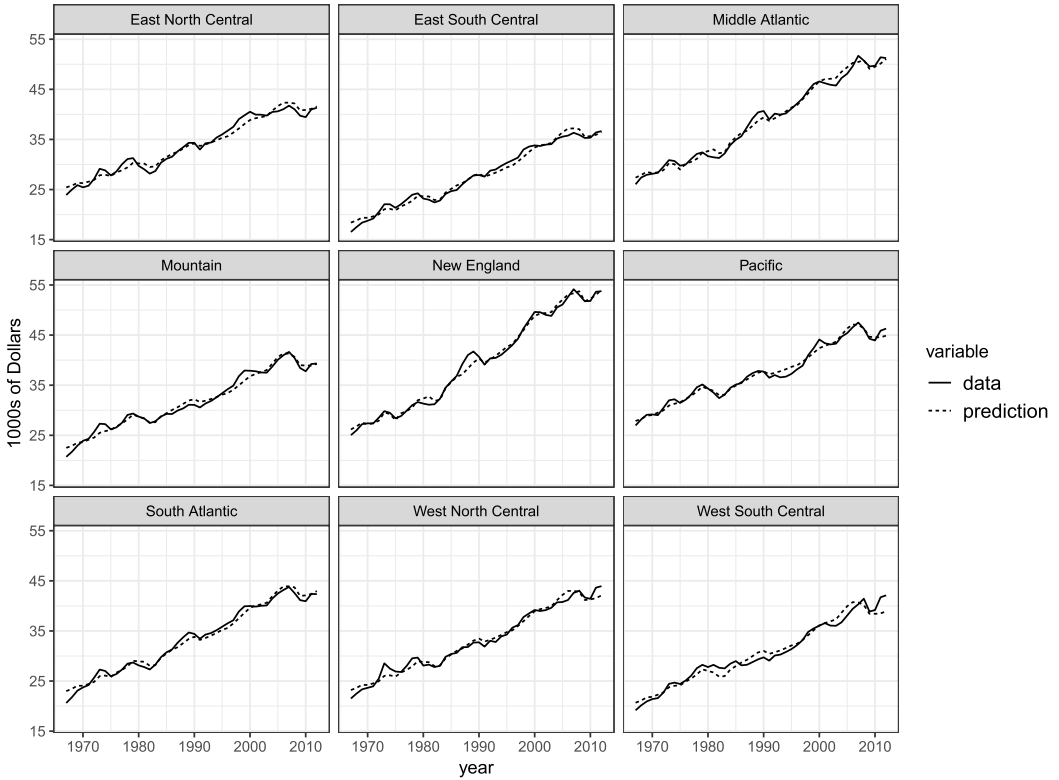 East North Central
East South Central
Middle Atlantic
55
45
35
25
15
Mountain
New England
Pacific
55
45
35
25
15
1000s of Dollars
variable
data
prediction
South Atlantic
West North Central
West South Central
55
45
35
25
15
1970 1980 1990 2000 2010
1970 1980 1990 2000 2010
1970 1980 1990 2000 2010
year